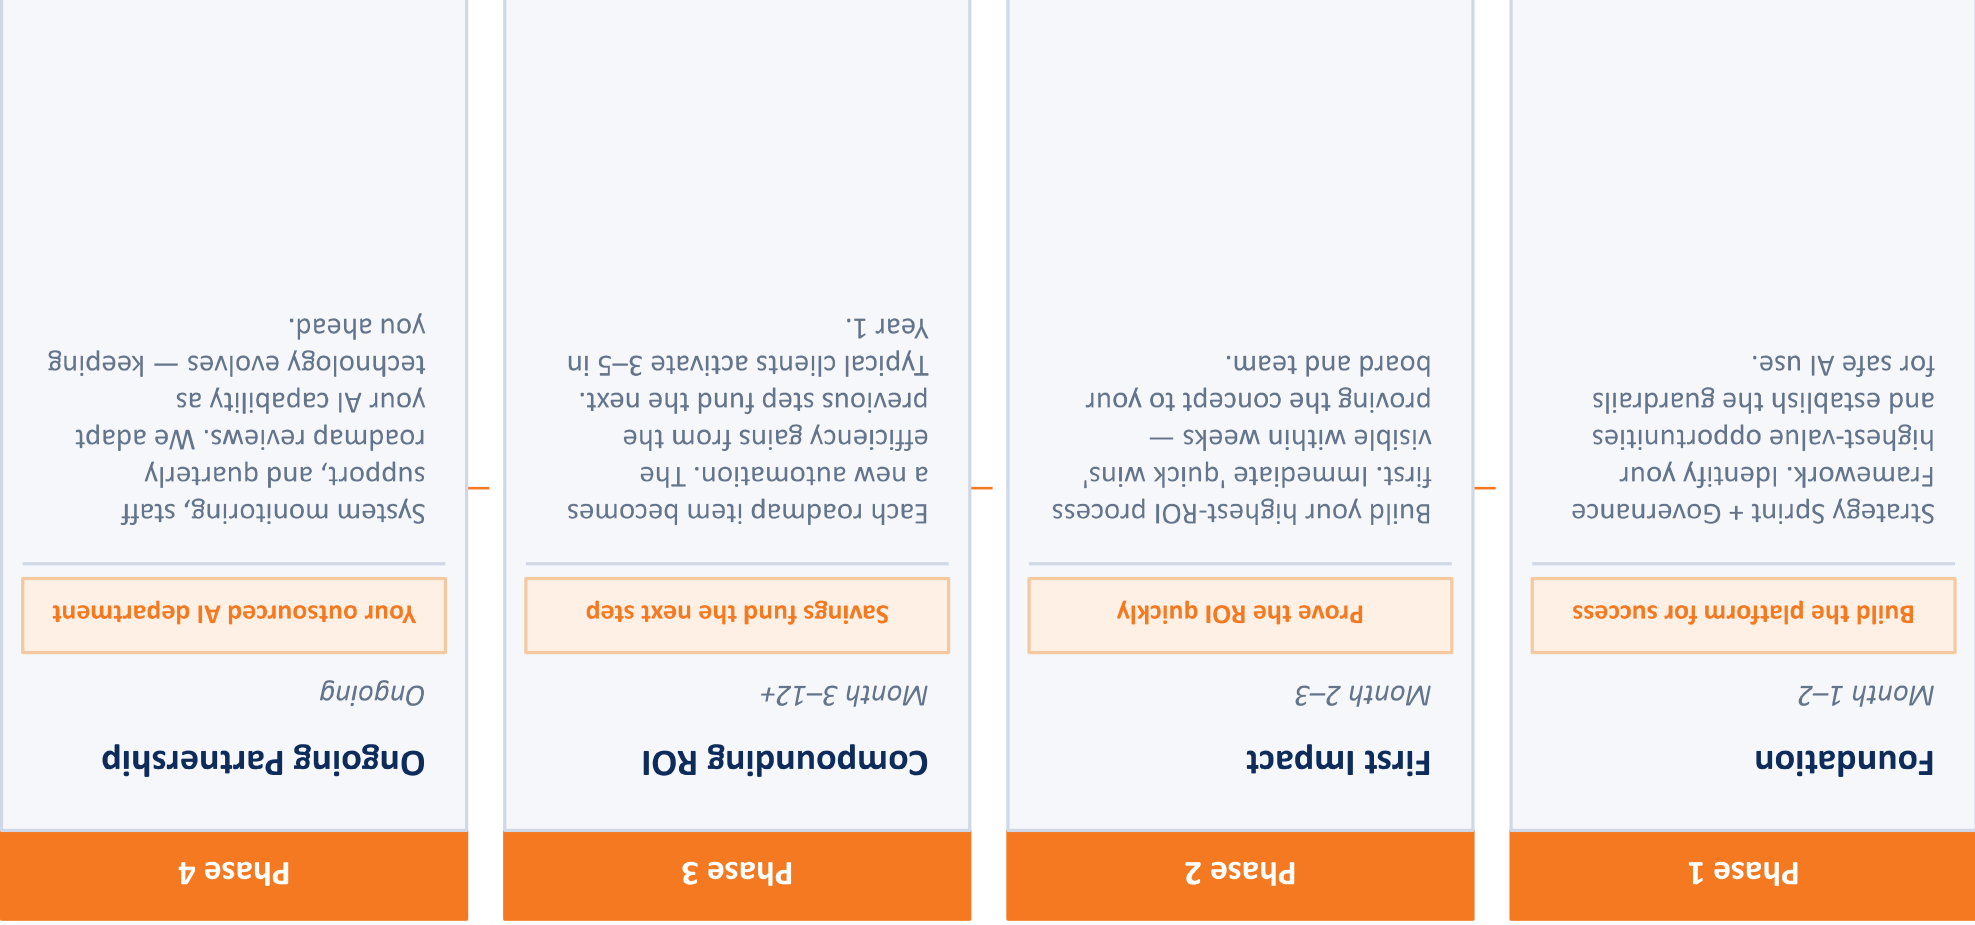 Phase 1
Foundation
Month 1–2
Build the platform for success
Strategy Sprint + Governance
Framework. Identify your
highest-value opportunities
and establish the guardrails
for safe AI use.
Phase 2
First Impact
Month 2–3
Prove the ROI quickly
Build your highest-ROI process
first. Immediate 'quick wins'
visible within weeks —
proving the concept to your
board and team.
Phase 3
Compounding ROI
Month 3–12+
Savings fund the next step
Each roadmap item becomes
a new automation. The
efficiency gains from the
previous step fund the next.
Typical clients activate 3–5 in
Year 1.
Phase 4
Ongoing Partnership
Ongoing
Your outsourced AI department
System monitoring, staff
support, and quarterly
roadmap reviews. We adapt
your AI capability as
technology evolves — keeping
you ahead.